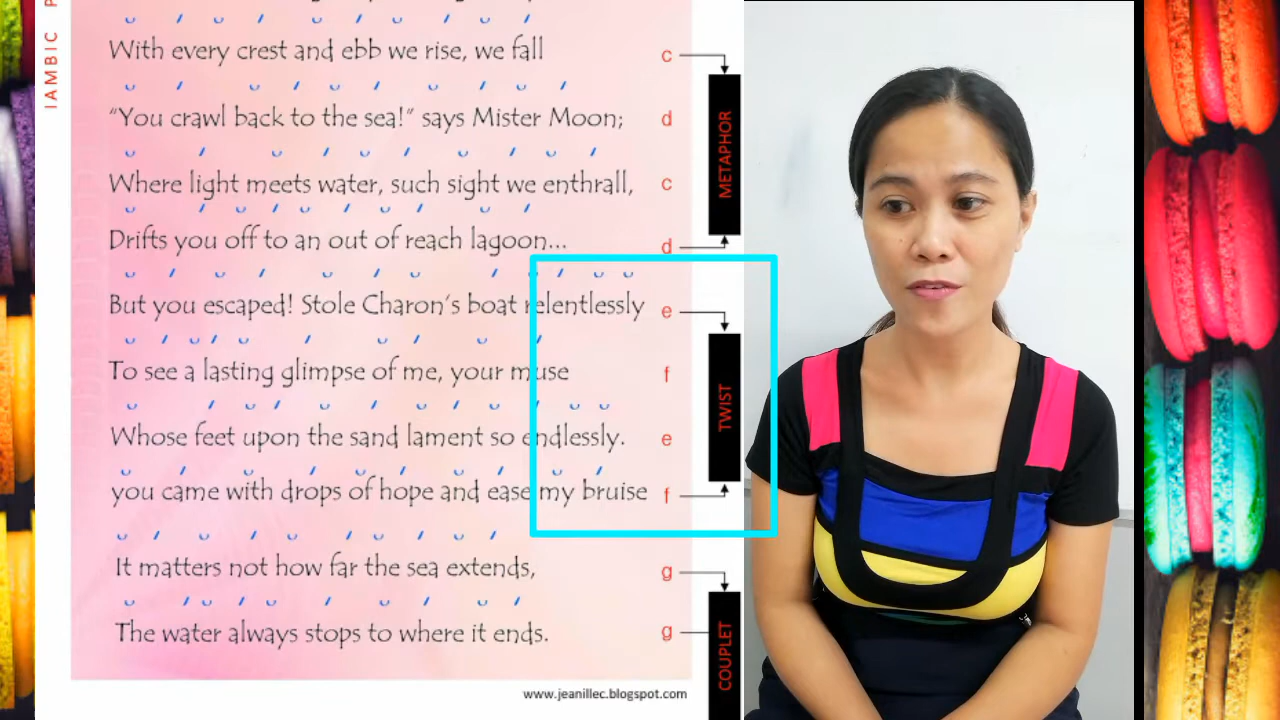 IAMBIC P
With every crest and ebb we rise, we fall c
“You crawl back to the sea!” says Mister Moon; d
METAPHOR
Where light meets water, such sight we enthrall, c
Drifts you off to an out of reach lagoon... d
But you escaped! Stole Charon’s boat relentlessly e
To see a lasting glimpse of me, your muse f
TWIST
Whose feet upon the sand lament so endlessly. e
you came with drops of hope and ease my bruise f
It matters not how far the sea extends, g
The water always stops to where it ends. g
COUPLET
www.jeanillec.blogspot.com